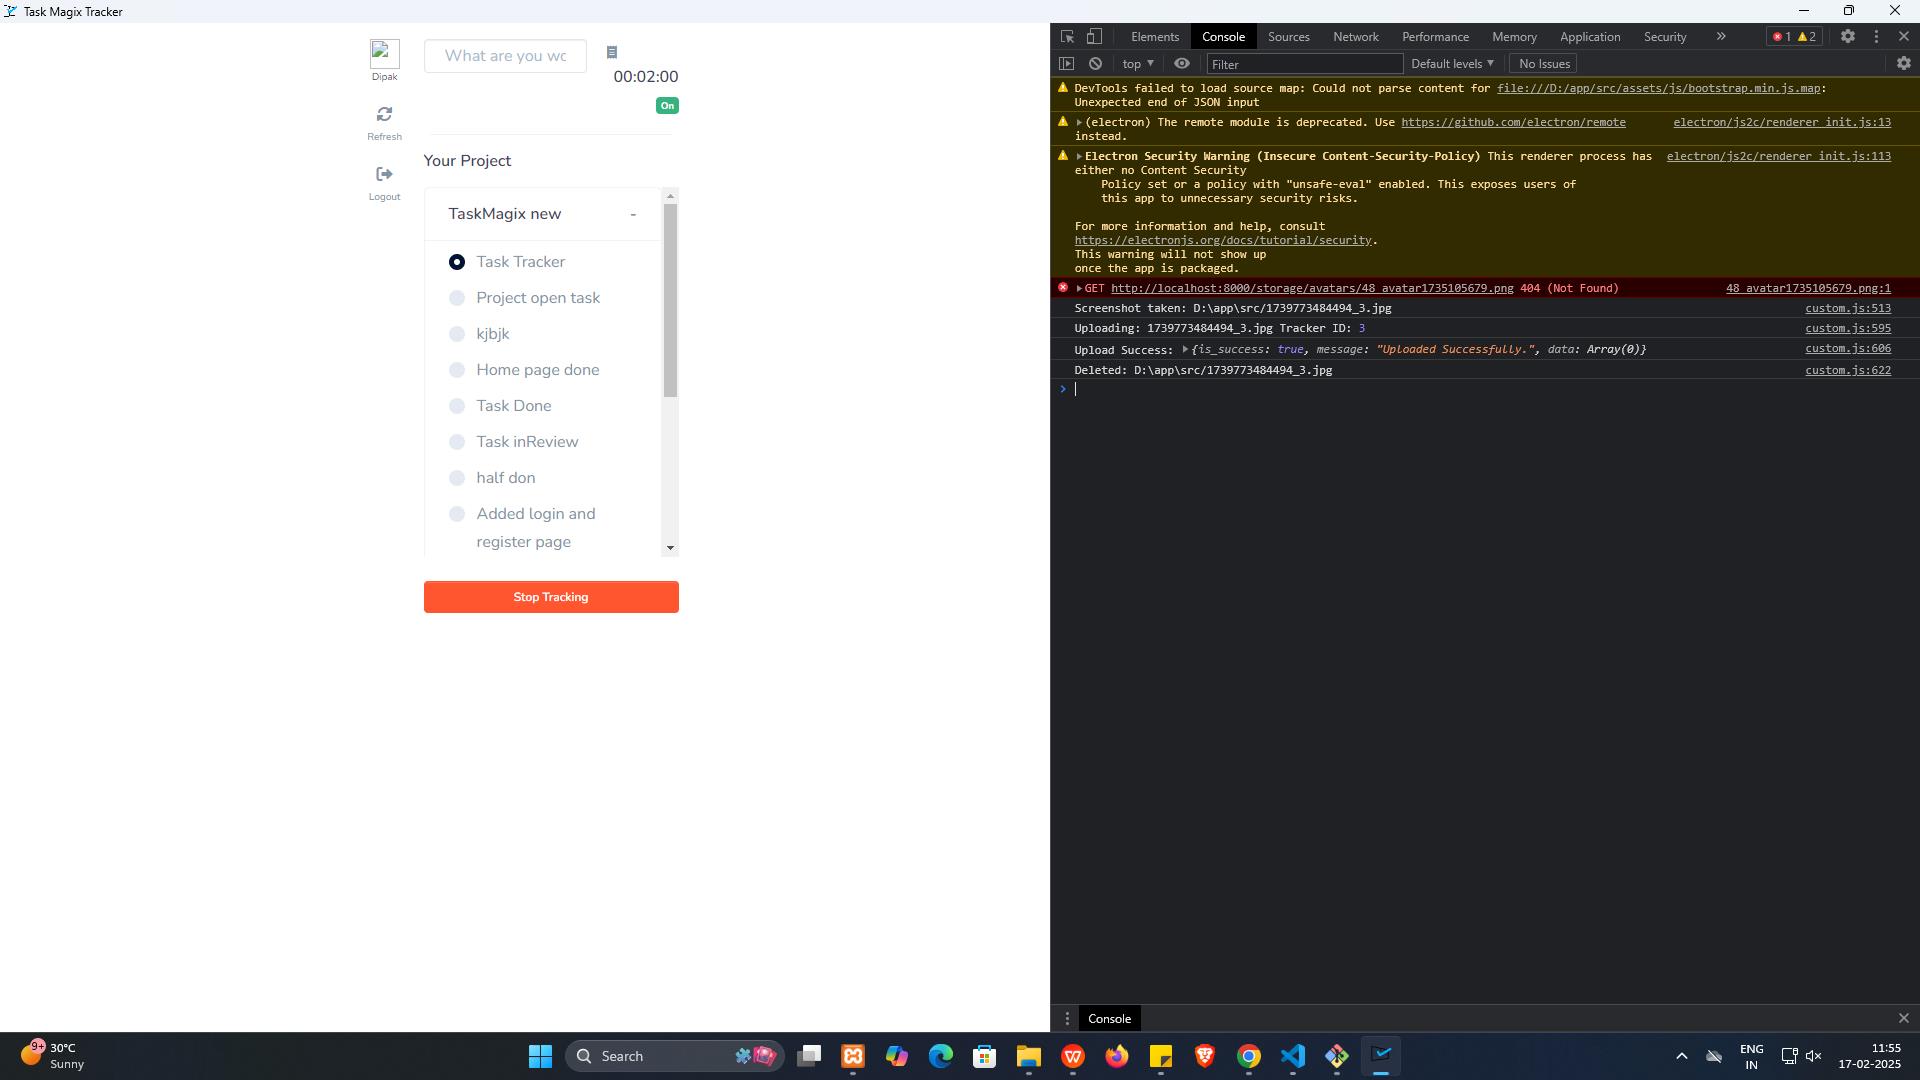 Task Magix Tracker
Dipak
What are you wo
00:02:00
On
Refresh
Logout
Your Project
TaskMagix new
-
Task Tracker
Project open task
kjbjk
Home page done
Task Done
Task inReview
half don
Added login and
register page
Stop Tracking
Elements Console Sources Network Performance Memory Application Security » 1 2
top Filter Default levels No Issues
DevTools failed to load source map: Could not parse content for file:///D:/app/src/assets/js/bootstrap.min.js.map:
Unexpected end of JSON input
(electron) The remote module is deprecated. Use https://github.com/electron/remote electron/js2c/renderer_init.js:13
instead.
Electron Security Warning (Insecure Content-Security-Policy) This renderer process has electron/js2c/renderer_init.js:113
either no Content Security
Policy set or a policy with "unsafe-eval" enabled. This exposes users of
this app to unnecessary security risks.
For more information and help, consult
https://electronjs.org/docs/tutorial/security.
This warning will not show up
once the app is packaged.
GET http://localhost:8000/storage/avatars/48_avatar1735105679.png 404 (Not Found) 48_avatar1735105679.png:1
Screenshot taken: D:\app\src/1739773484494_3.jpg custom.js:513
Uploading: 1739773484494_3.jpg Tracker ID: 3 custom.js:595
Upload Success: {is_success: true, message: "Uploaded Successfully.", data: Array(0)} custom.js:606
Deleted: D:\app\src/1739773484494_3.jpg custom.js:622
Console
9+
30°C
Sunny
Search
ENG
IN
11:55
17-02-2025